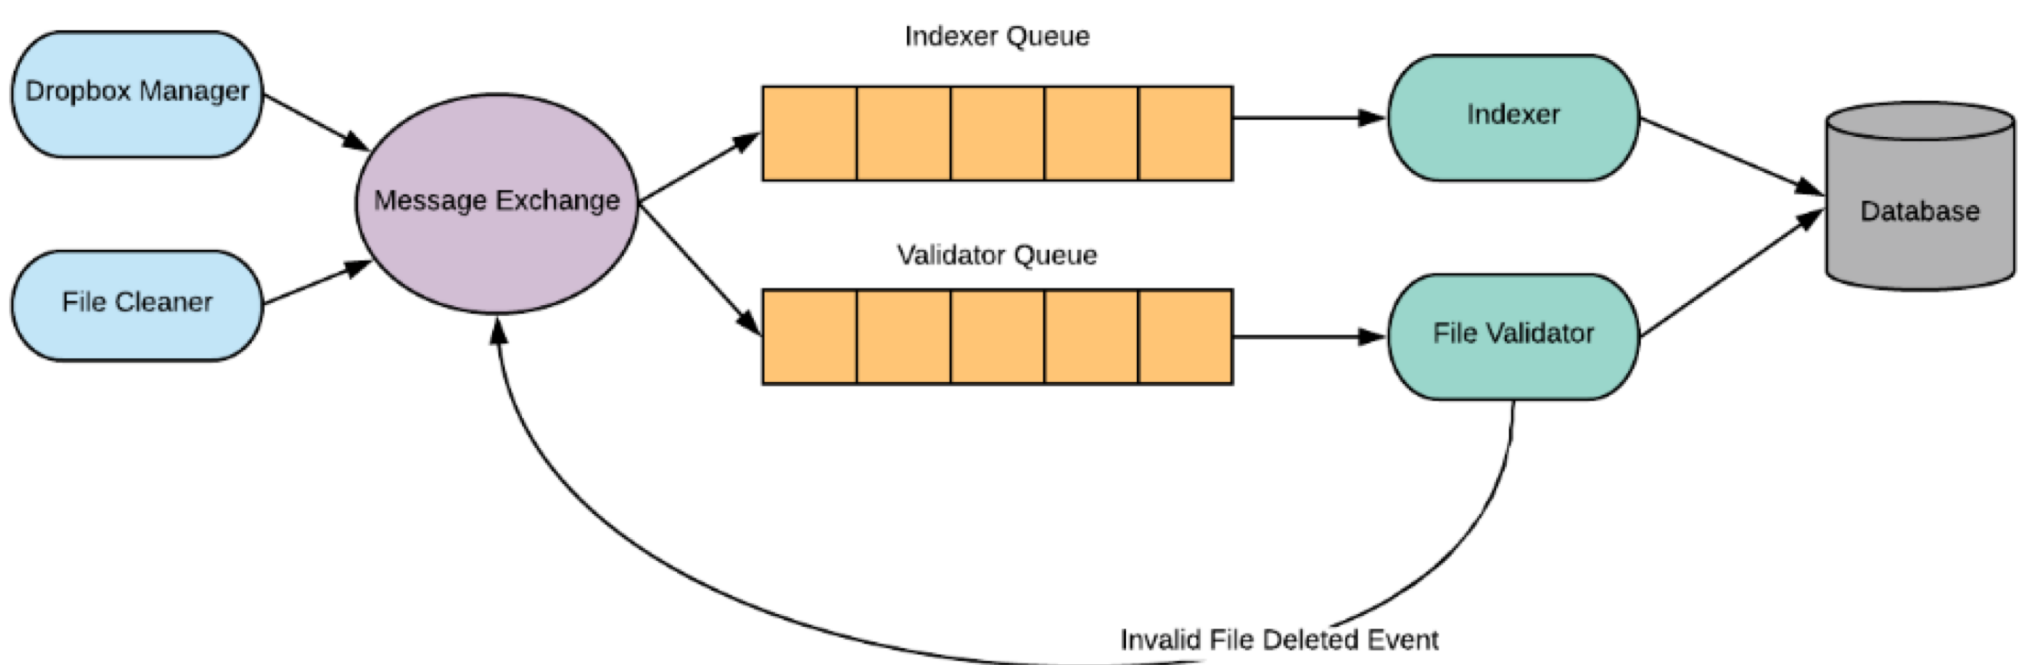 Indexer Queue
Dropbox Manager
Indexer
Message Exchange
Database
Validator Queue
File Cleaner
File Validator
Invalid File Deleted Event